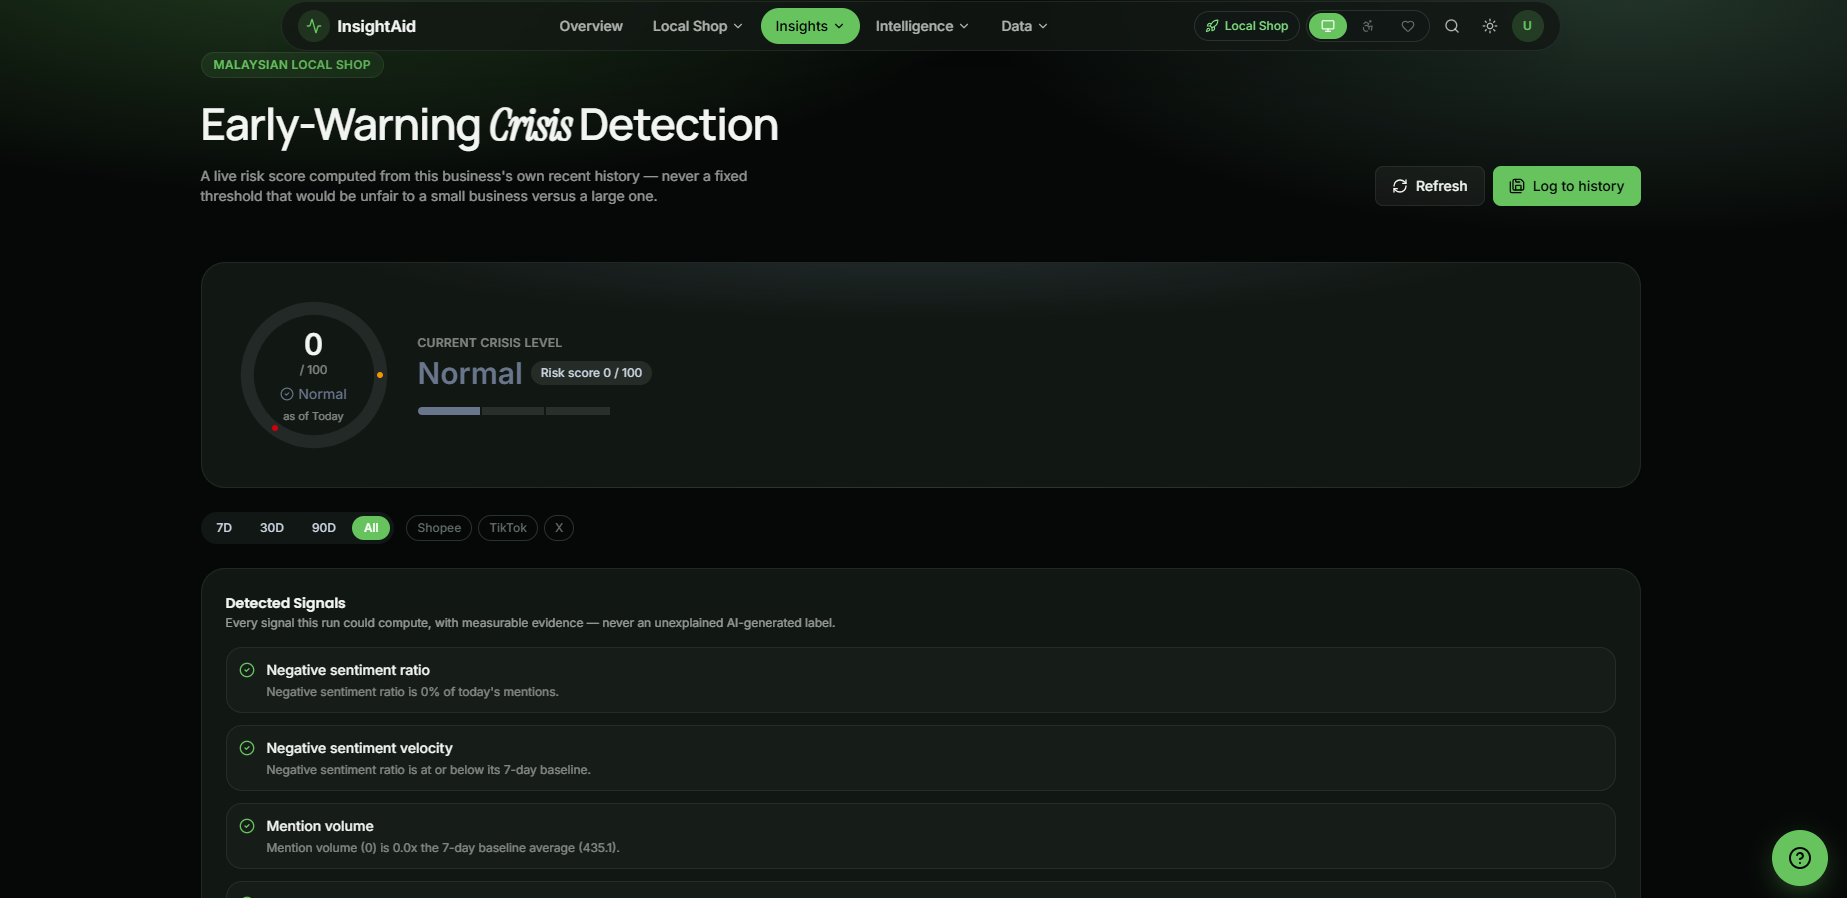 InsightAid
Overview
Local Shop
Insights
Intelligence
Data
Local Shop
U
MALAYSIAN LOCAL SHOP
Early-Warning Crisis Detection
A live risk score computed from this business's own recent history — never a fixed
threshold that would be unfair to a small business versus a large one.
Refresh
Log to history
0
/ 100
Normal
as of Today
CURRENT CRISIS LEVEL
Normal
Risk score 0 / 100
7D
30D
90D
All
Shopee
TikTok
X
Detected Signals
Every signal this run could compute, with measurable evidence — never an unexplained AI-generated label.
Negative sentiment ratio
Negative sentiment ratio is 0% of today's mentions.
Negative sentiment velocity
Negative sentiment ratio is at or below its 7-day baseline.
Mention volume
Mention volume (0) is 0.0x the 7-day baseline average (435.1).